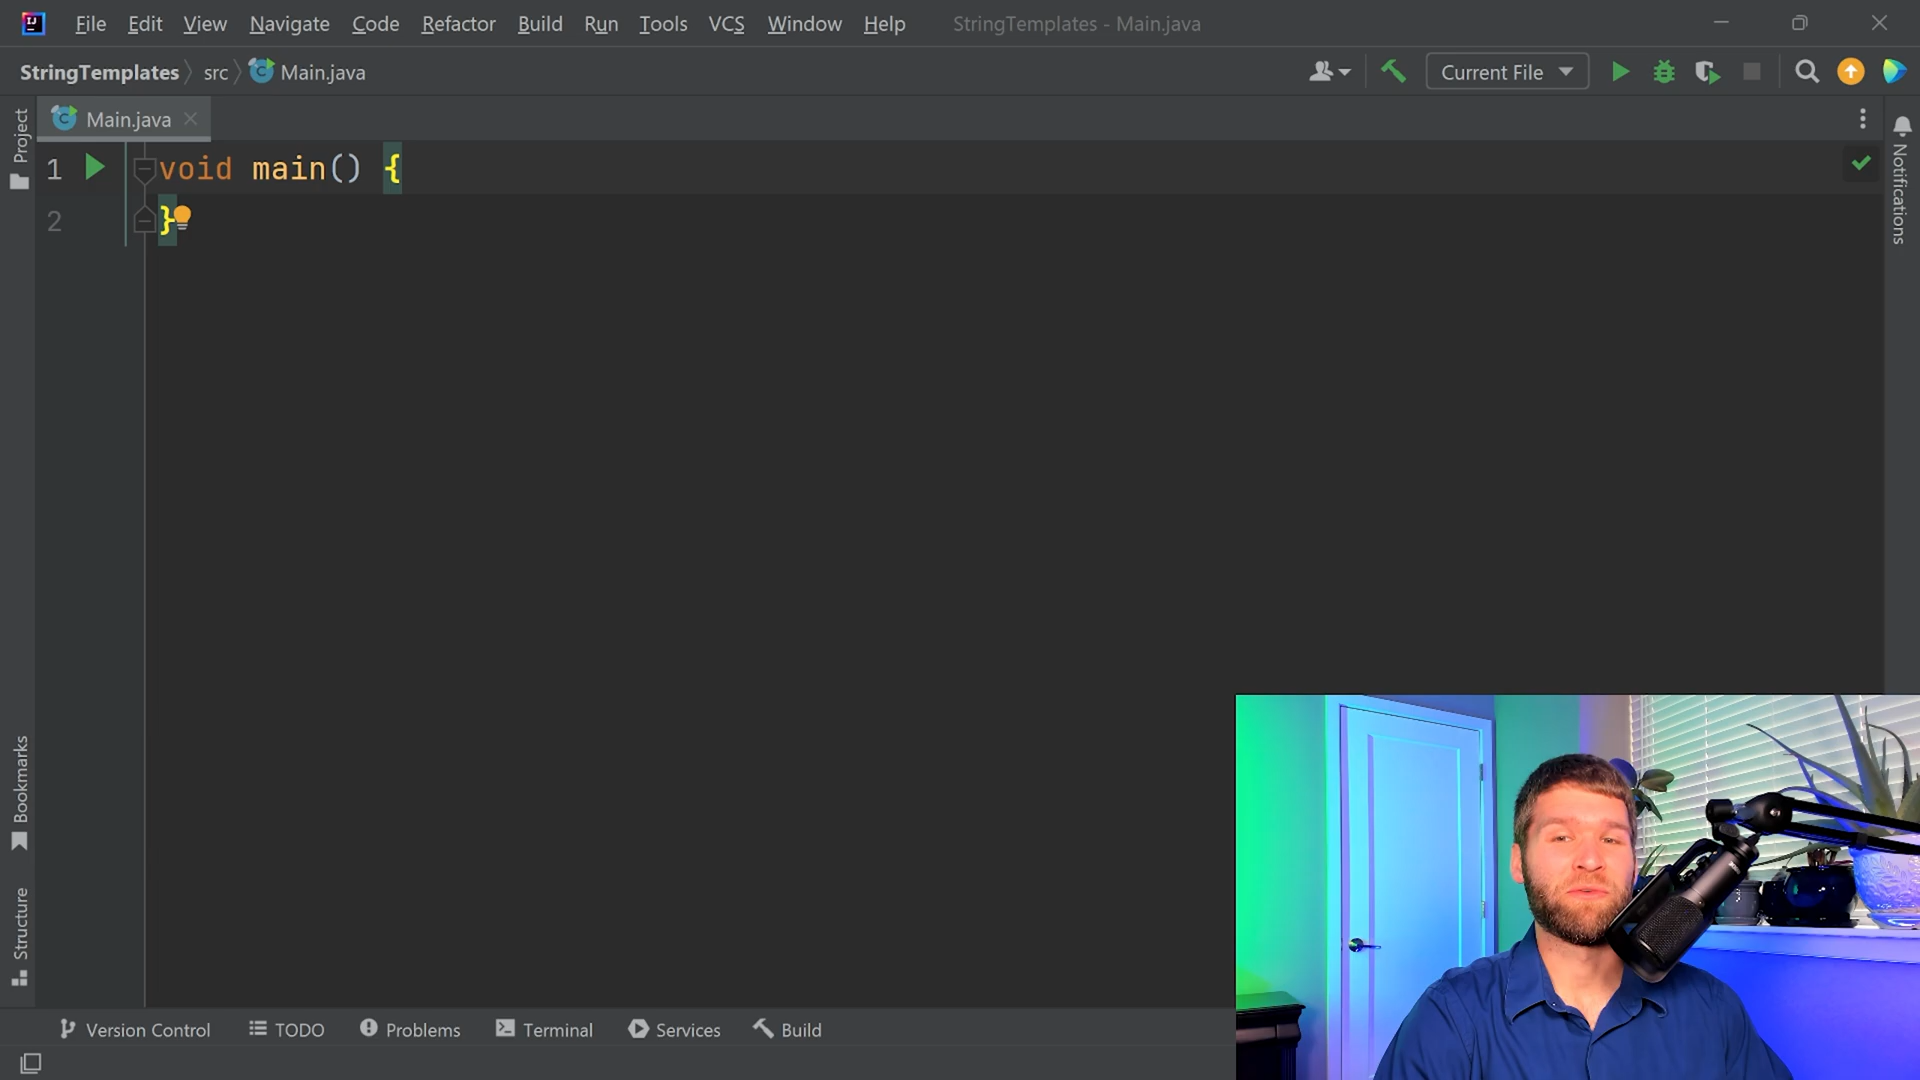 File Edit View Navigate Code Refactor Build Run Tools VCS Window Help StringTemplates - Main.java
StringTemplates src Main.java Current File
Project
Main.java
Notifications
1 void main() {
2 }
Bookmarks
Structure
Version Control TODO Problems Terminal Services Build